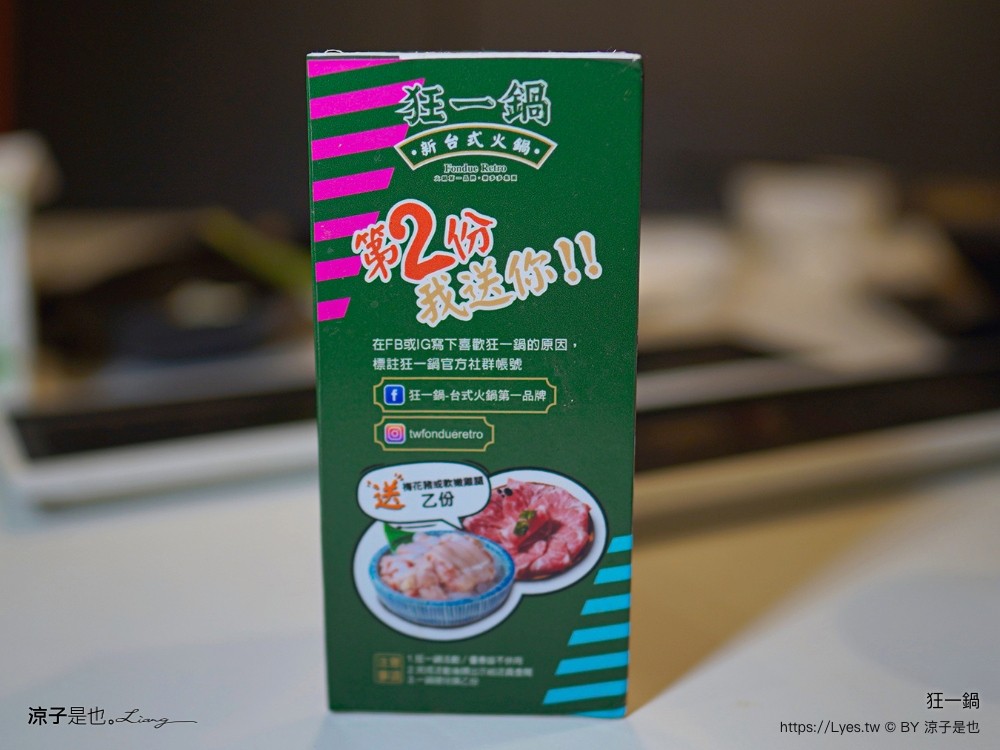 狂一鍋
新台式火鍋
Fondue Retro
第2份
我送你!!
在FB或IG寫下喜歡狂一鍋的原因，
標註狂一鍋官方社群帳號
狂一鍋-台式火鍋第一品牌
twfondueretro
送 梅花豬或軟嫩雞腿
乙份
涼子是也。Liang
狂一鍋
https://Lyes.tw © BY 涼子是也